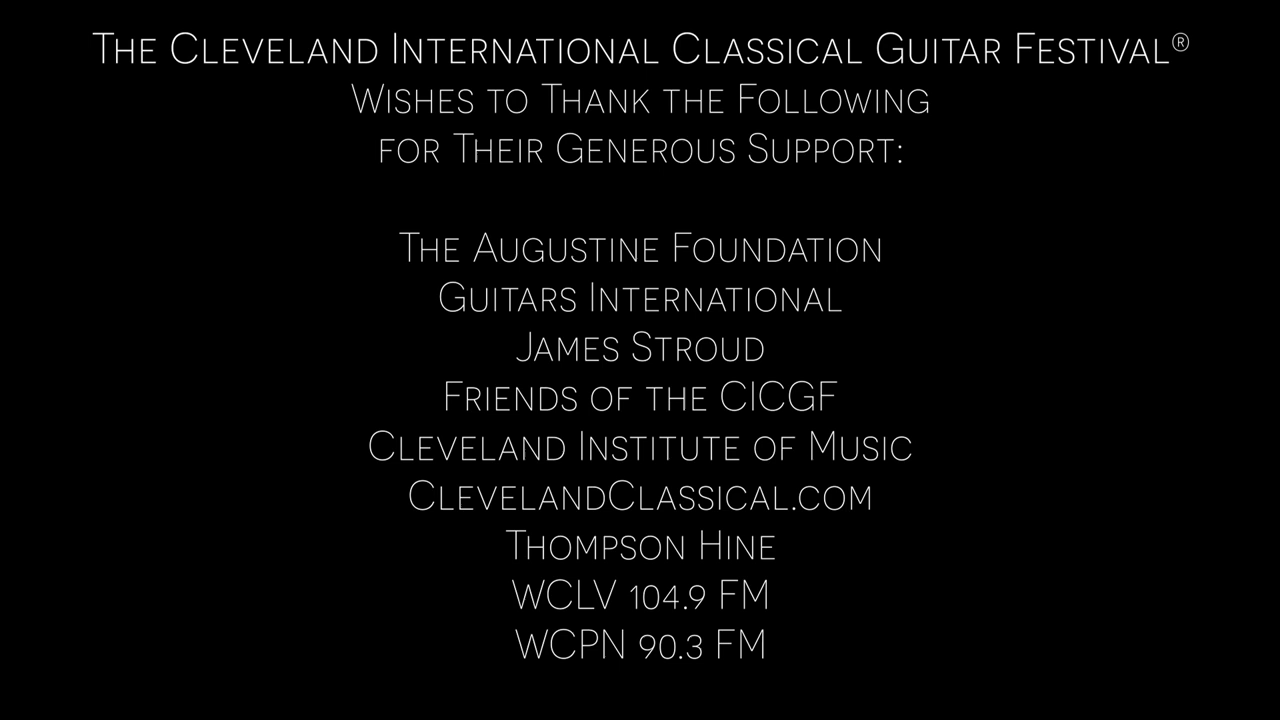 The Cleveland International Classical Guitar Festival®
Wishes to Thank the Following
for Their Generous Support:
The Augustine Foundation
Guitars International
James Stroud
Friends of the CICGF
Cleveland Institute of Music
ClevelandClassical.com
Thompson Hine
WCLV 104.9 FM
WCPN 90.3 FM